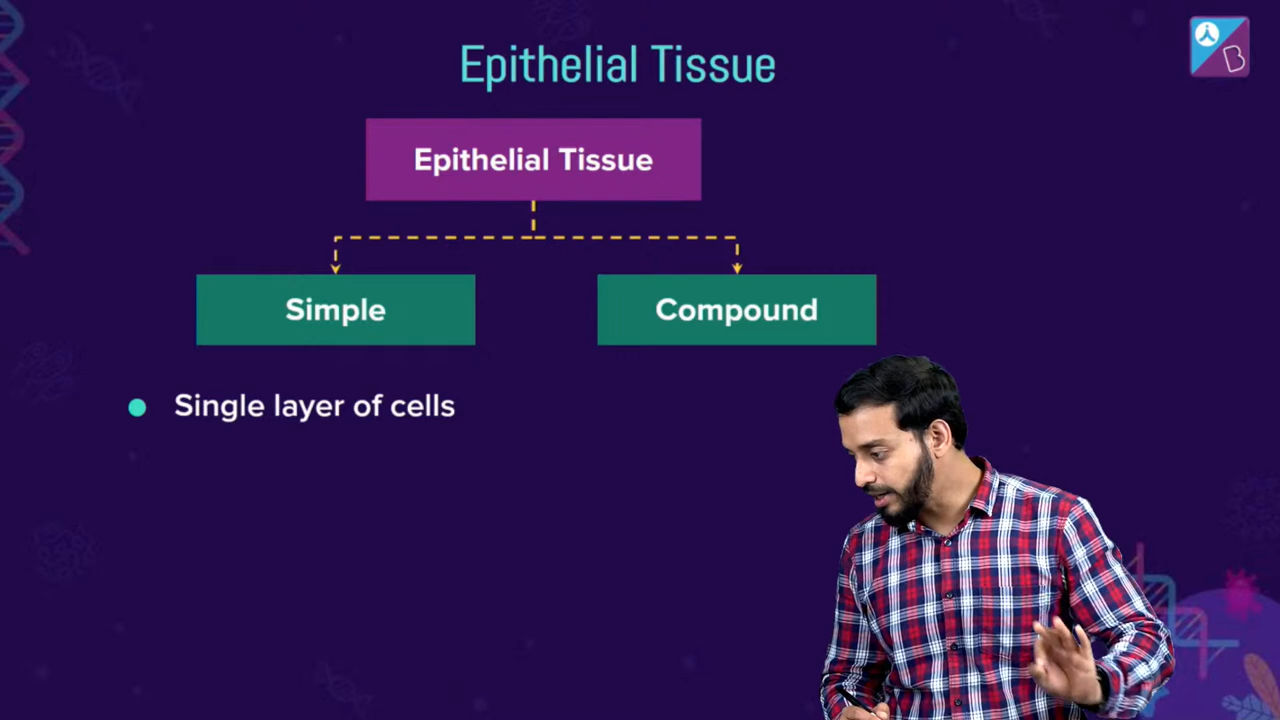 Epithelial Tissue
Epithelial Tissue
Simple
Compound
Single layer of cells
B